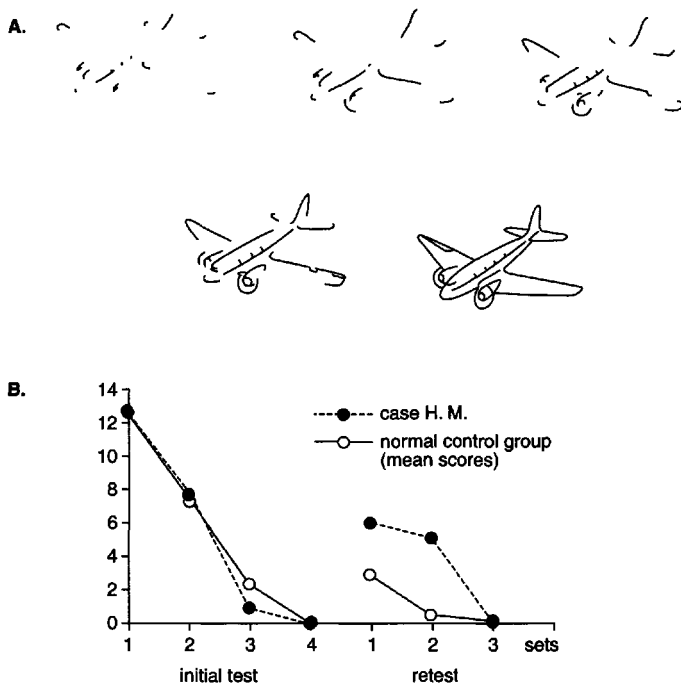 A.
B.
14
12
10
8
6
4
2
0
case H. M.
normal control group
(mean scores)
1 2 3 4 1 2 3 sets
initial test retest